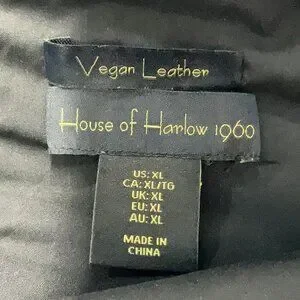 Vegan Leather
House of Harlow 1960
US: XL
CA: XL/TG
UK: XL
EU: XL
AU: XL
MADE IN
CHINA